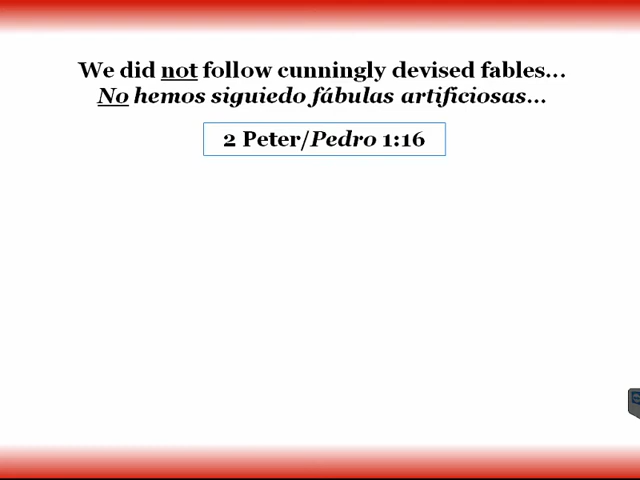 We did not follow cunningly devised fables...
No hemos siguiedo fábulas artificiosas...
2 Peter/Pedro 1:16